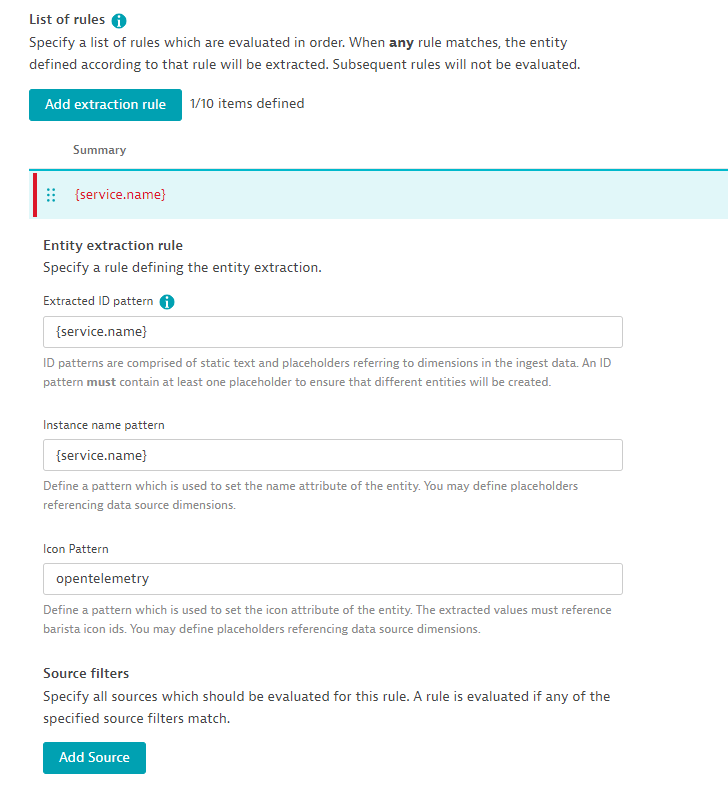 List of rules
Specify a list of rules which are evaluated in order. When any rule matches, the entity
defined according to that rule will be extracted. Subsequent rules will not be evaluated.
Add extraction rule 1/10 items defined
Summary
{service.name}
Entity extraction rule
Specify a rule defining the entity extraction.
Extracted ID pattern
{service.name}
ID patterns are comprised of static text and placeholders referring to dimensions in the ingest data. An ID
pattern must contain at least one placeholder to ensure that different entities will be created.
Instance name pattern
{service.name}
Define a pattern which is used to set the name attribute of the entity. You may define placeholders
referencing data source dimensions.
Icon Pattern
opentelemetry
Define a pattern which is used to set the icon attribute of the entity. The extracted values must reference
barista icon ids. You may define placeholders referencing data source dimensions.
Source filters
Specify all sources which should be evaluated for this rule. A rule is evaluated if any of the
specified source filters match.
Add Source